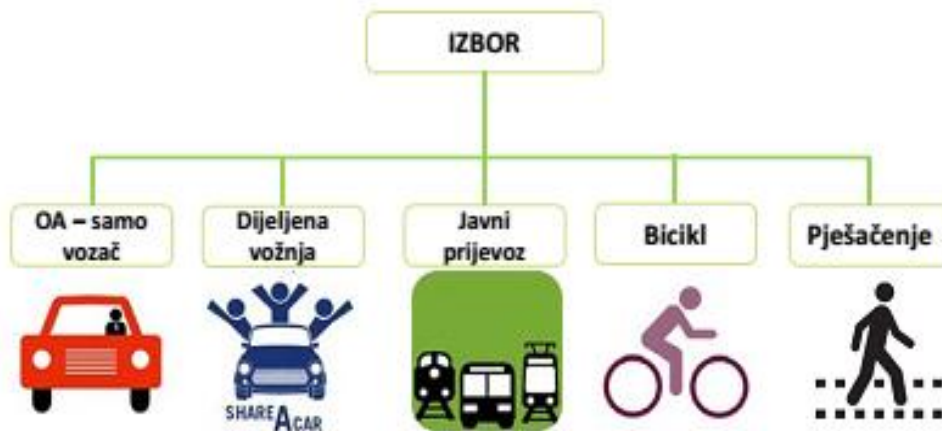 IZBOR
OA – samo
vozač
Dijeljena
vožnja
Javni
prijevoz
Bicikl
Pješačenje
SHARE A CAR